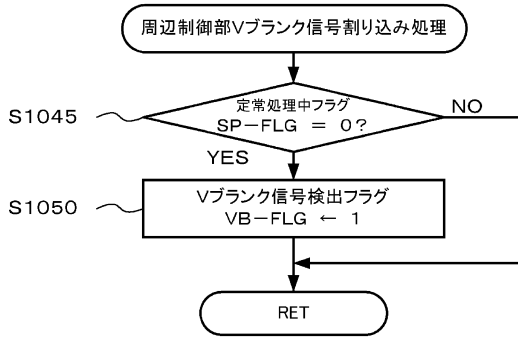 周辺制御部Vブランク信号割り込み処理
S1045
定常処理中フラグ
SP-FLG = 0?
NO
YES
S1050
Vブランク信号検出フラグ
VB-FLG ← 1
RET